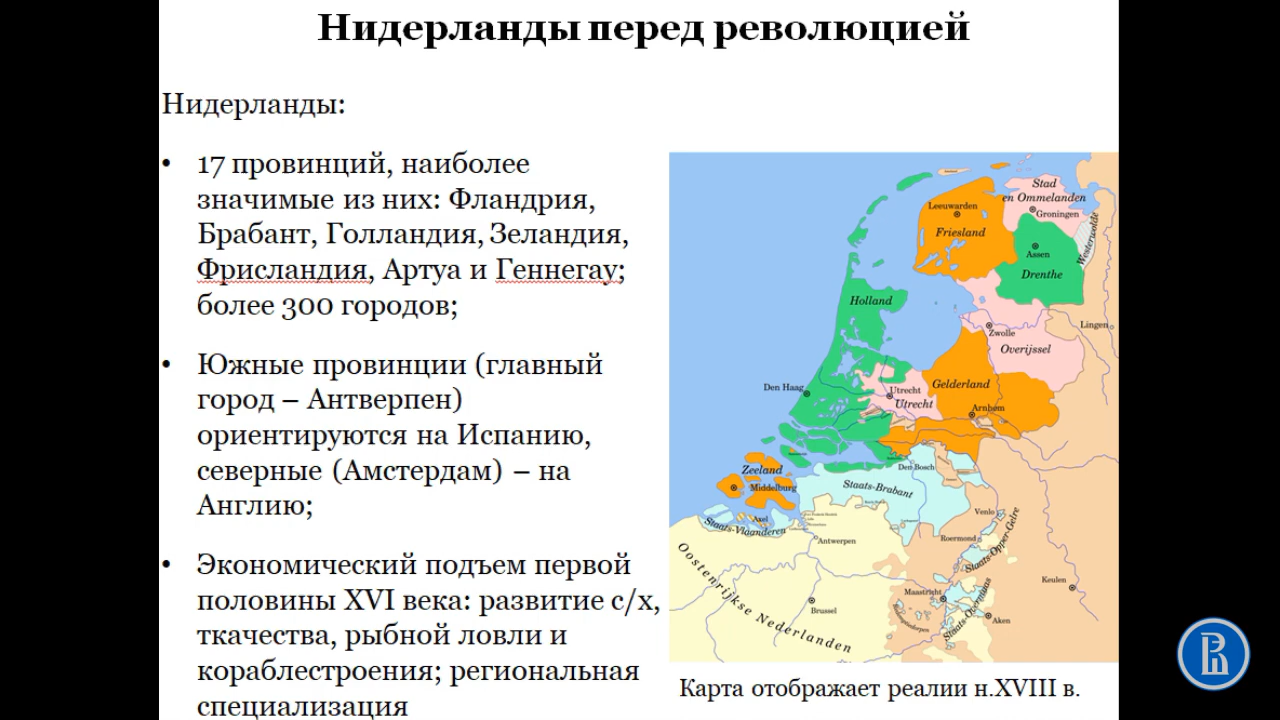 Нидерланды перед революцией
Нидерланды:
• 17 провинций, наиболее
значимые из них: Фландрия,
Брабант, Голландия, Зеландия,
Фрисландия, Артуа и Геннегау;
более 300 городов;
• Южные провинции (главный
город – Антверпен)
ориентируются на Испанию,
северные (Амстердам) – на
Англию;
• Экономический подъем первой
половины XVI века: развитие с/х,
ткачества, рыбной ловли и
кораблестроения; региональная
специализация
Stad
en Ommelanden
Leeuwarden
Groningen
Friesland
Westerwolde
Assen
Drenthe
Holland
Lingen
Zwolle
Overijssel
Den Haag
Utrecht
Gelderland
Utrecht
Arnhem
Zeeland
Den Bosch
Middelburg
Staats-Brabant
Axel
Staats-Vlaanderen
Venlo
Antwerpen
Roermond
Staats-Opper-Gelre
Oostenrijkse Nederlanden
Keulen
Maastricht
Brussel
Staats-Overmaas
Aken
Карта отображает реалии н.XVIII в.